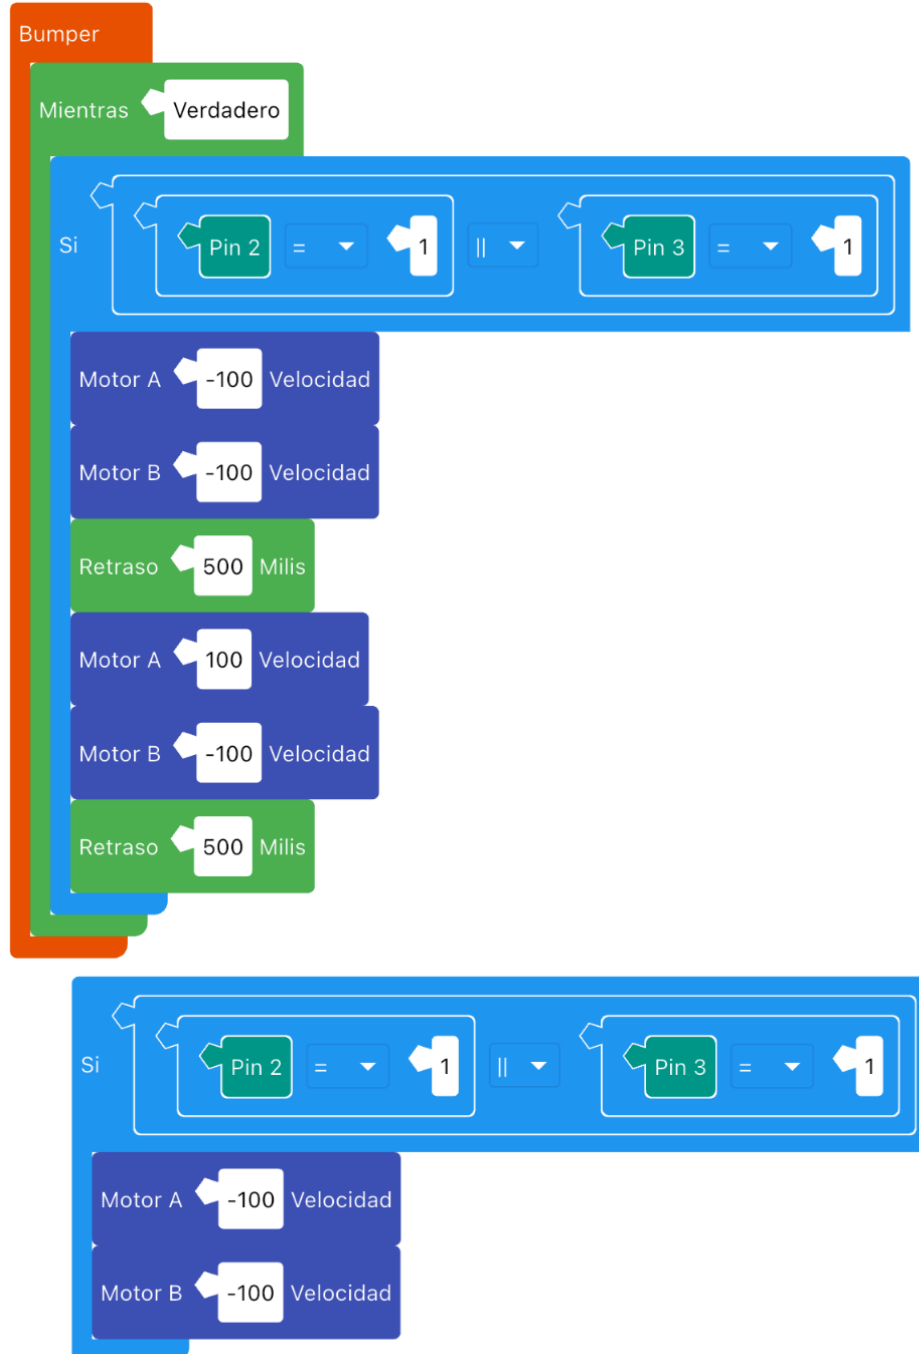 Bumper
Mientras Verdadero
Si Pin 2 = 1 || Pin 3 = 1
Motor A -100 Velocidad
Motor B -100 Velocidad
Retraso 500 Milis
Motor A 100 Velocidad
Motor B -100 Velocidad
Retraso 500 Milis
Si Pin 2 = 1 || Pin 3 = 1
Motor A -100 Velocidad
Motor B -100 Velocidad